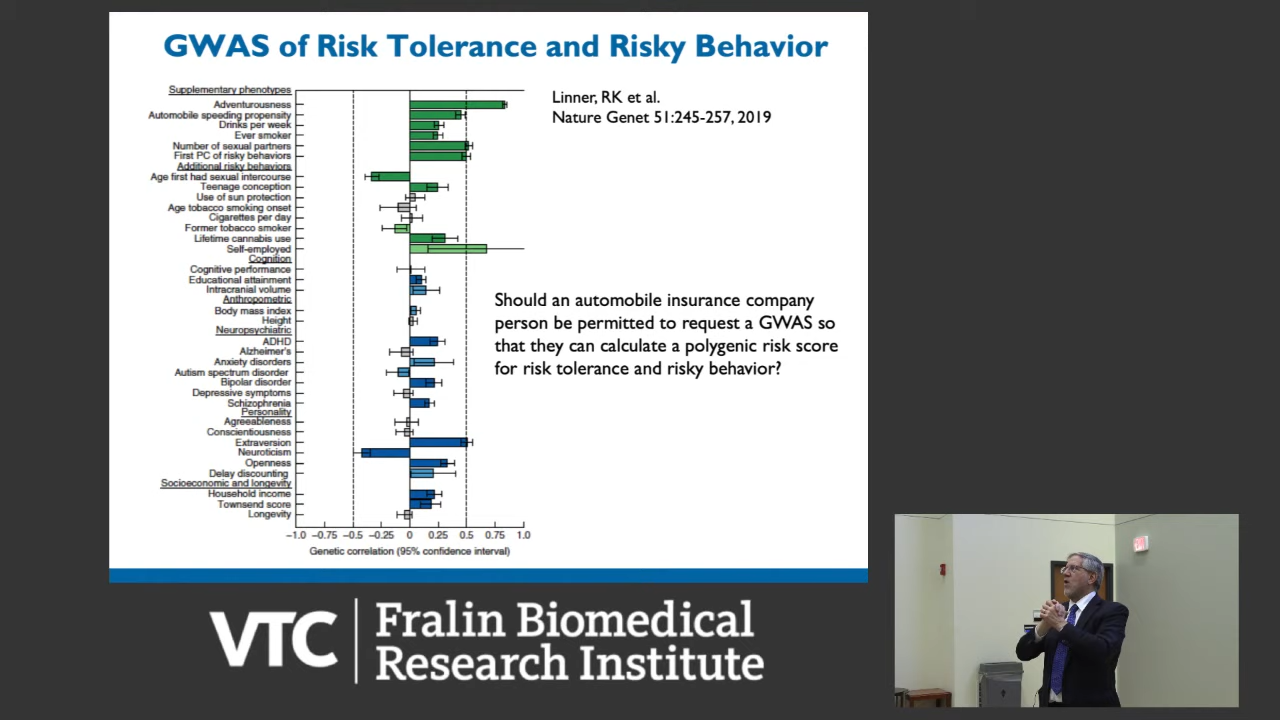 GWAS of Risk Tolerance and Risky Behavior
Linner, RK et al.
Nature Genet 51:245-257, 2019
Supplementary phenotypes
Adventurousness
Automobile speeding propensity
Drinks per week
Ever smoker
Number of sexual partners
First PC of risky behaviors
Additional risky behaviors
Age first had sexual intercourse
Teenage conception
Use of sun protection
Age tobacco smoking onset
Cigarettes per day
Former tobacco smoker
Lifetime cannabis use
Self-employed
Cognition
Cognitive performance
Educational attainment
Intracranial volume
Anthropometric
Body mass index
Height
Neuropsychiatric
ADHD
Alzheimer's
Anxiety disorders
Autism spectrum disorder
Bipolar disorder
Depressive symptoms
Schizophrenia
Personality
Agreeableness
Conscientiousness
Extraversion
Neuroticism
Openness
Delay discounting
Socioeconomic and longevity
Household income
Townsend score
Longevity
−1.0 −0.75 −0.5 −0.25 0 0.25 0.5 0.75 1.0
Genetic correlation (95% confidence interval)
Should an automobile insurance company
person be permitted to request a GWAS so
that they can calculate a polygenic risk score
for risk tolerance and risky behavior?
VTC
Fralin Biomedical
Research Institute